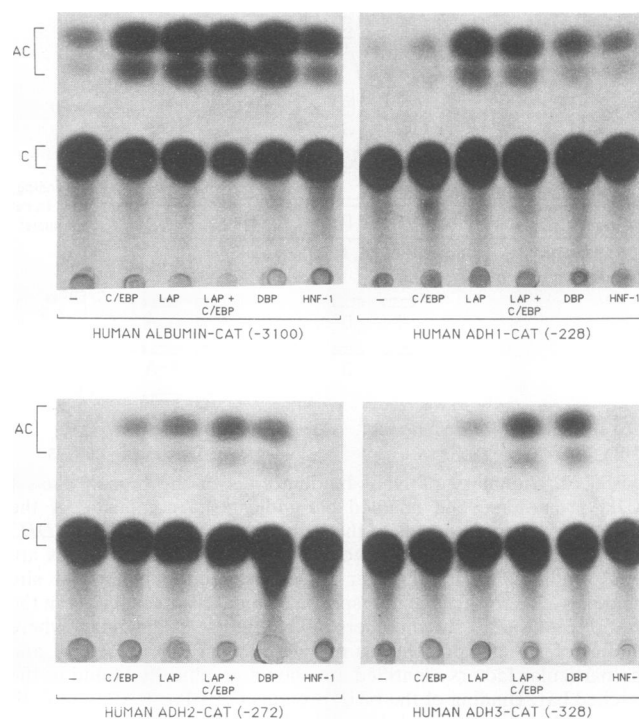 AC
C
— C/EBP LAP LAP + C/EBP DBP HNF-1
HUMAN ALBUMIN-CAT (-3100)
— C/EBP LAP LAP + C/EBP DBP HNF-1
HUMAN ADH1-CAT (-228)
AC
C
— C/EBP LAP LAP + C/EBP DBP HNF-1
HUMAN ADH2-CAT (-272)
— C/EBP LAP LAP + C/EBP DBP HNF-
HUMAN ADH3-CAT (-328)